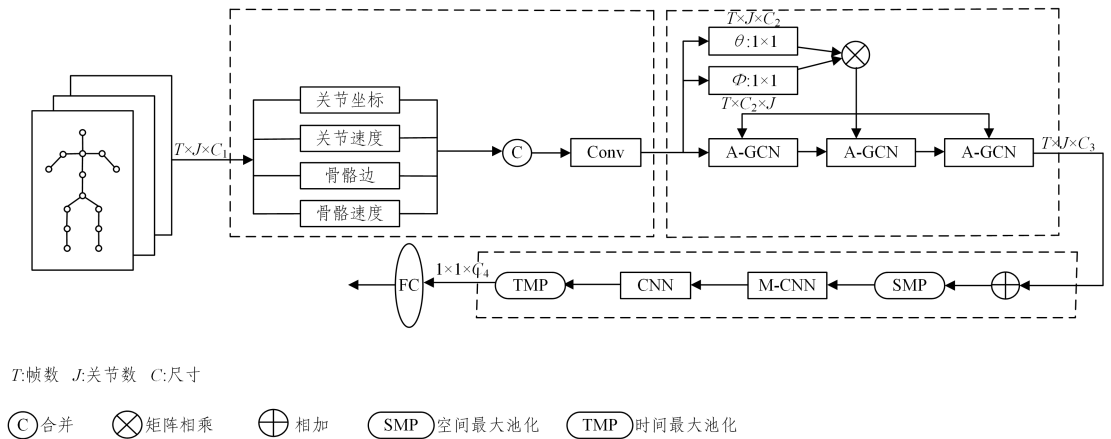 T×J×C₁
关节坐标
关节速度
骨骼边
骨骼速度
C
Conv
T×J×C₂
θ:1×1
Φ:1×1
T×C₂×J
A-GCN
A-GCN
A-GCN
T×J×C₃
FC
1×1×C₄
TMP
CNN
M-CNN
SMP
T:帧数 J:关节数 C:尺寸
C 合并 矩阵相乘 相加 SMP 空间最大池化 TMP 时间最大池化